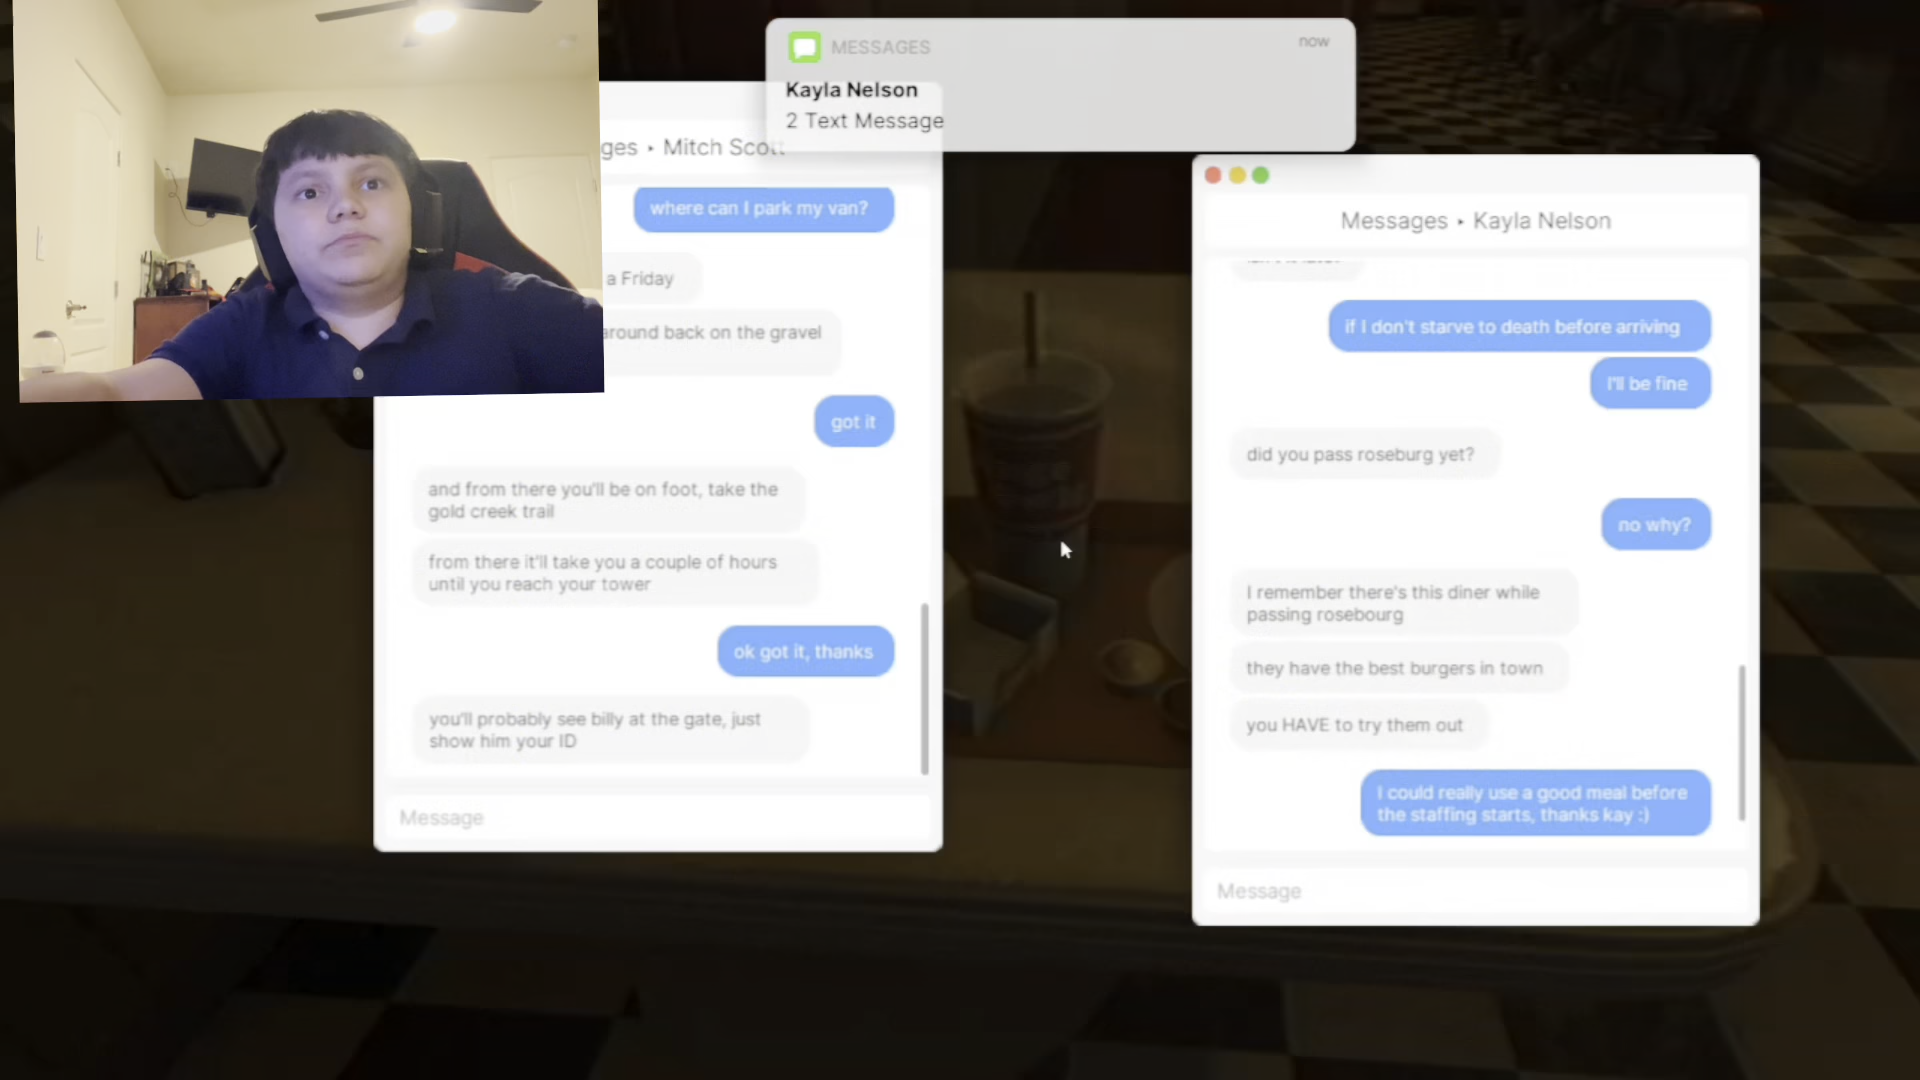 MESSAGES
now
Kayla Nelson
2 Text Message
ges ‣ Mitch Scott
where can I park my van?
a Friday
around back on the gravel
got it
and from there you'll be on foot, take the
gold creek trail
from there it'll take you a couple of hours
until you reach your tower
ok got it, thanks
you'll probably see billy at the gate, just
show him your ID
Message
Messages ‣ Kayla Nelson
if I don't starve to death before arriving
I'll be fine
did you pass roseburg yet?
no why?
I remember there's this diner while
passing rosebourg
they have the best burgers in town
you HAVE to try them out
I could really use a good meal before
the staffing starts, thanks kay :)
Message